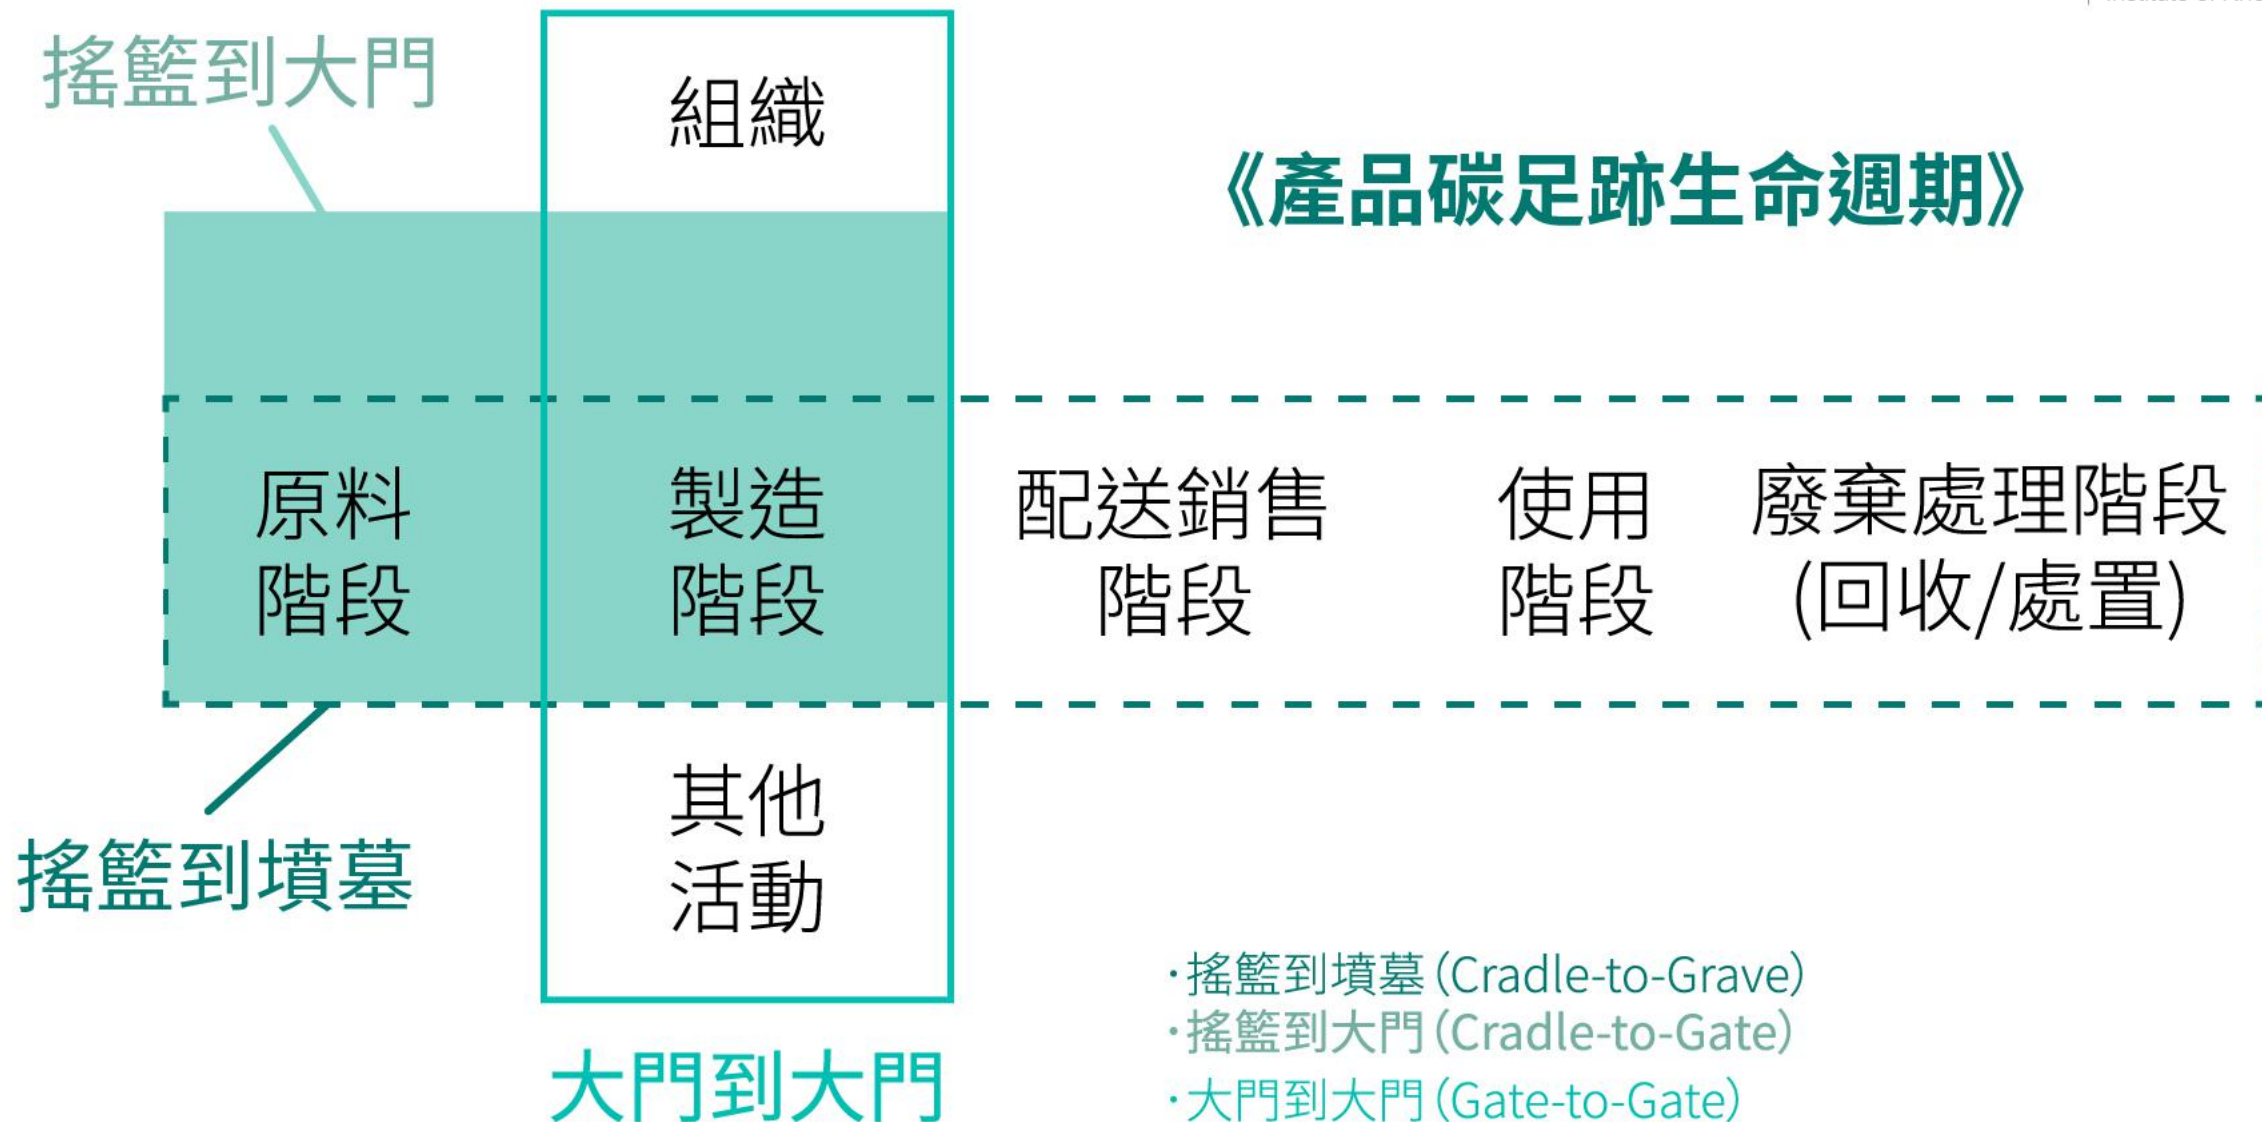 搖籃到大門
組織
《產品碳足跡生命週期》
原料
階段
製造
階段
配送銷售
階段
使用
階段
廢棄處理階段
(回收/處置)
其他
活動
搖籃到墳墓
大門到大門
·搖籃到墳墓(Cradle-to-Grave)
·搖籃到大門(Cradle-to-Gate)
·大門到大門(Gate-to-Gate)